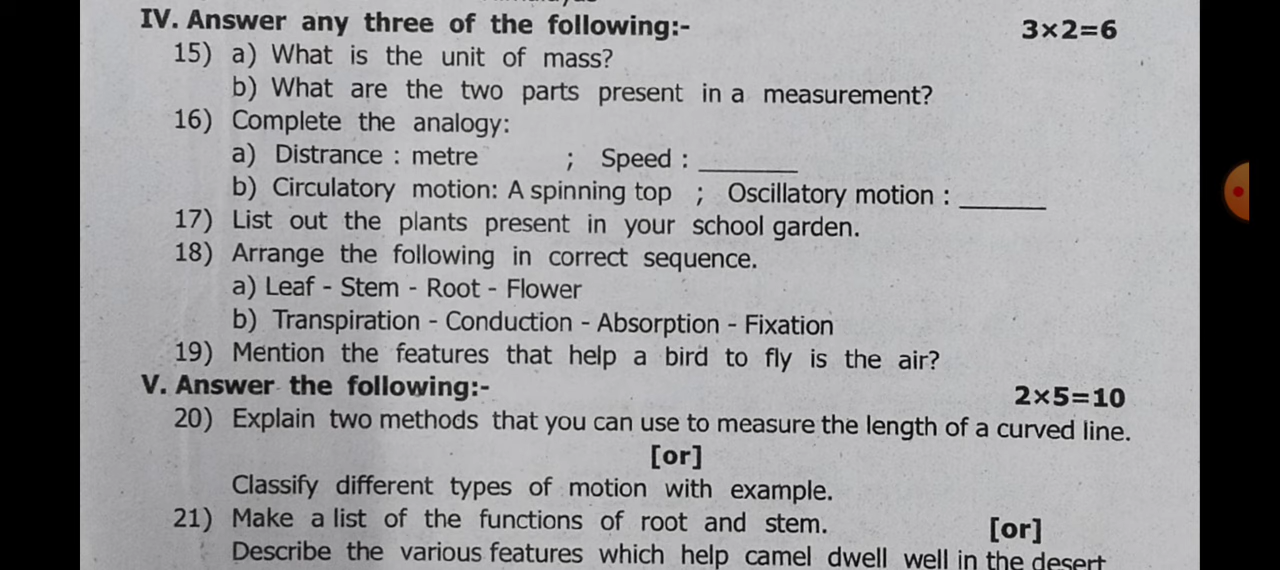 IV. Answer any three of the following:- 3×2=6
15) a) What is the unit of mass?
b) What are the two parts present in a measurement?
16) Complete the analogy:
a) Distrance : metre ; Speed : ________
b) Circulatory motion: A spinning top ; Oscillatory motion : _______
17) List out the plants present in your school garden.
18) Arrange the following in correct sequence.
a) Leaf - Stem - Root - Flower
b) Transpiration - Conduction - Absorption - Fixation
19) Mention the features that help a bird to fly is the air?
V. Answer the following:- 2×5=10
20) Explain two methods that you can use to measure the length of a curved line.
[or]
Classify different types of motion with example.
21) Make a list of the functions of root and stem. [or]
Describe the various features which help camel dwell well in the desert